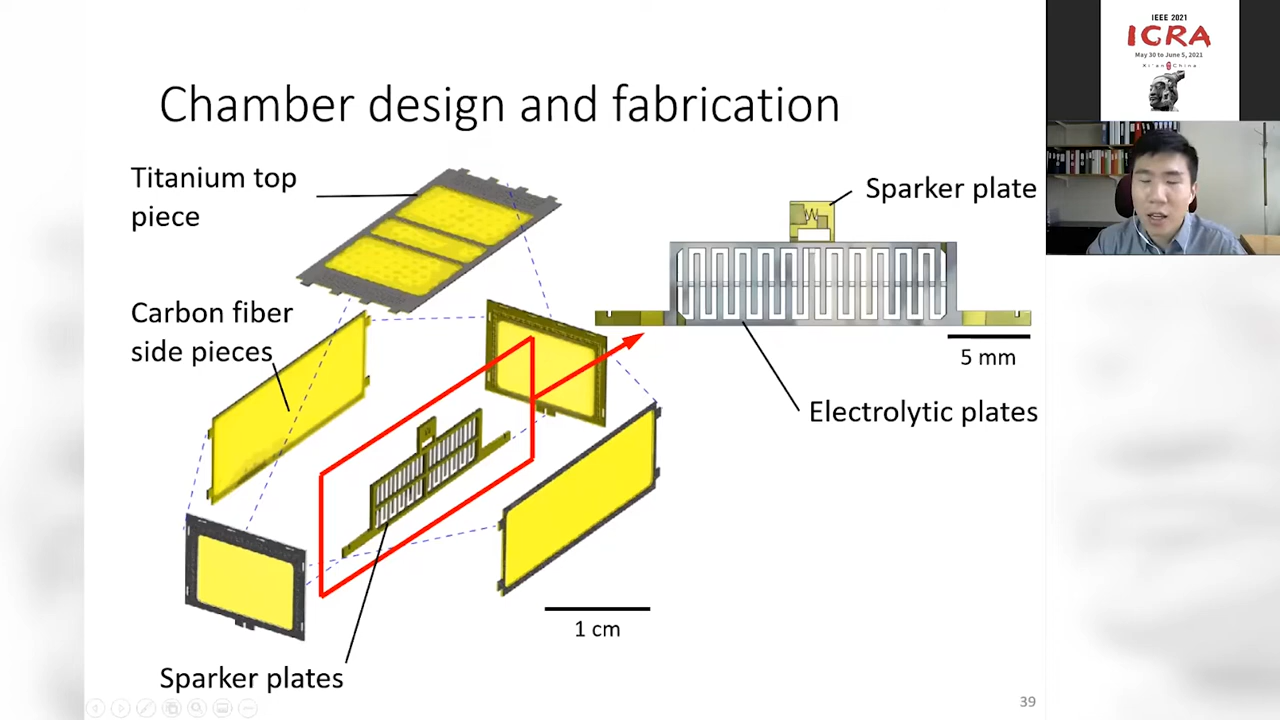 Chamber design and fabrication
Titanium top
piece
Carbon fiber
side pieces
Sparker plates
1 cm
Sparker plate
5 mm
Electrolytic plates
39
IEEE 2021
ICRA
May 30 to June 5, 2021
Xi'an China